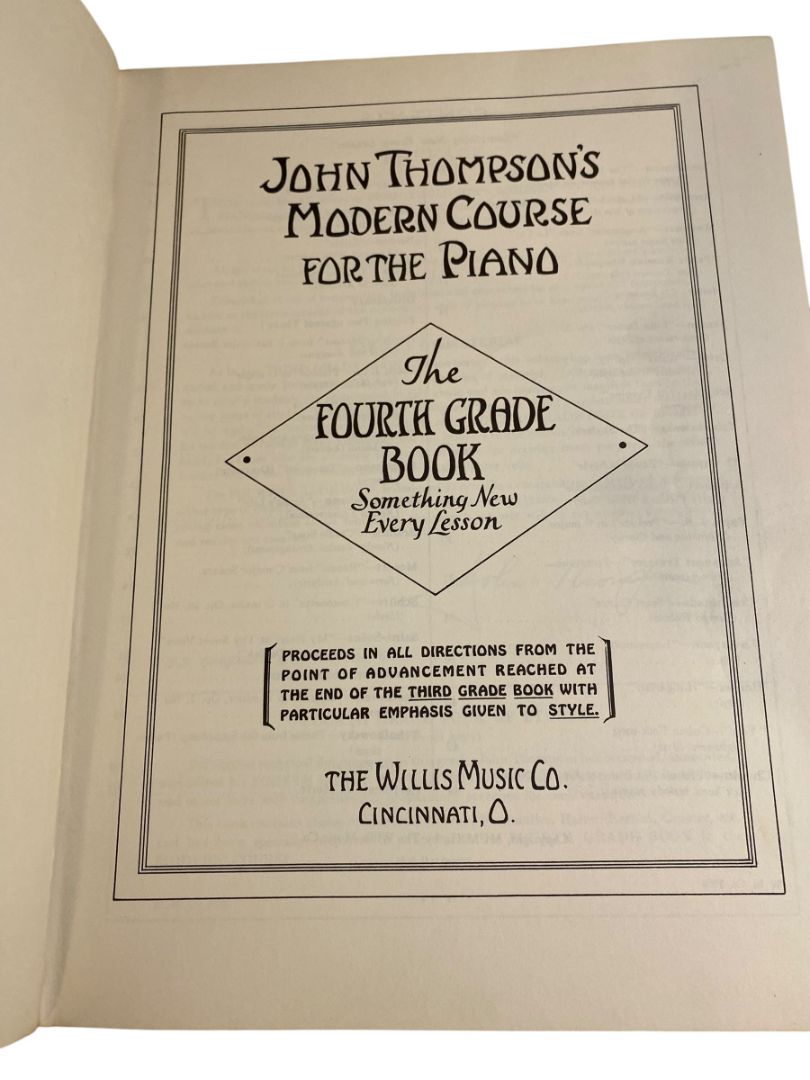 JOHN THOMPSON'S
MODERN COURSE
FOR THE PIANO
The
FOURTH GRADE
BOOK
Something New
Every Lesson
PROCEEDS IN ALL DIRECTIONS FROM THE
POINT OF ADVANCEMENT REACHED AT
THE END OF THE THIRD GRADE BOOK WITH
PARTICULAR EMPHASIS GIVEN TO STYLE.
THE WILLIS MUSIC CO.
CINCINNATI, O.